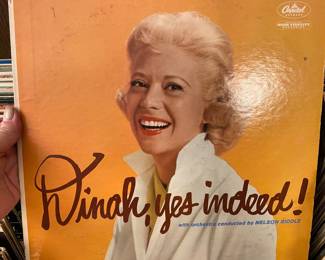 Capitol
Dinah, yes indeed!
with orchestra conducted by NELSON RIDDLE